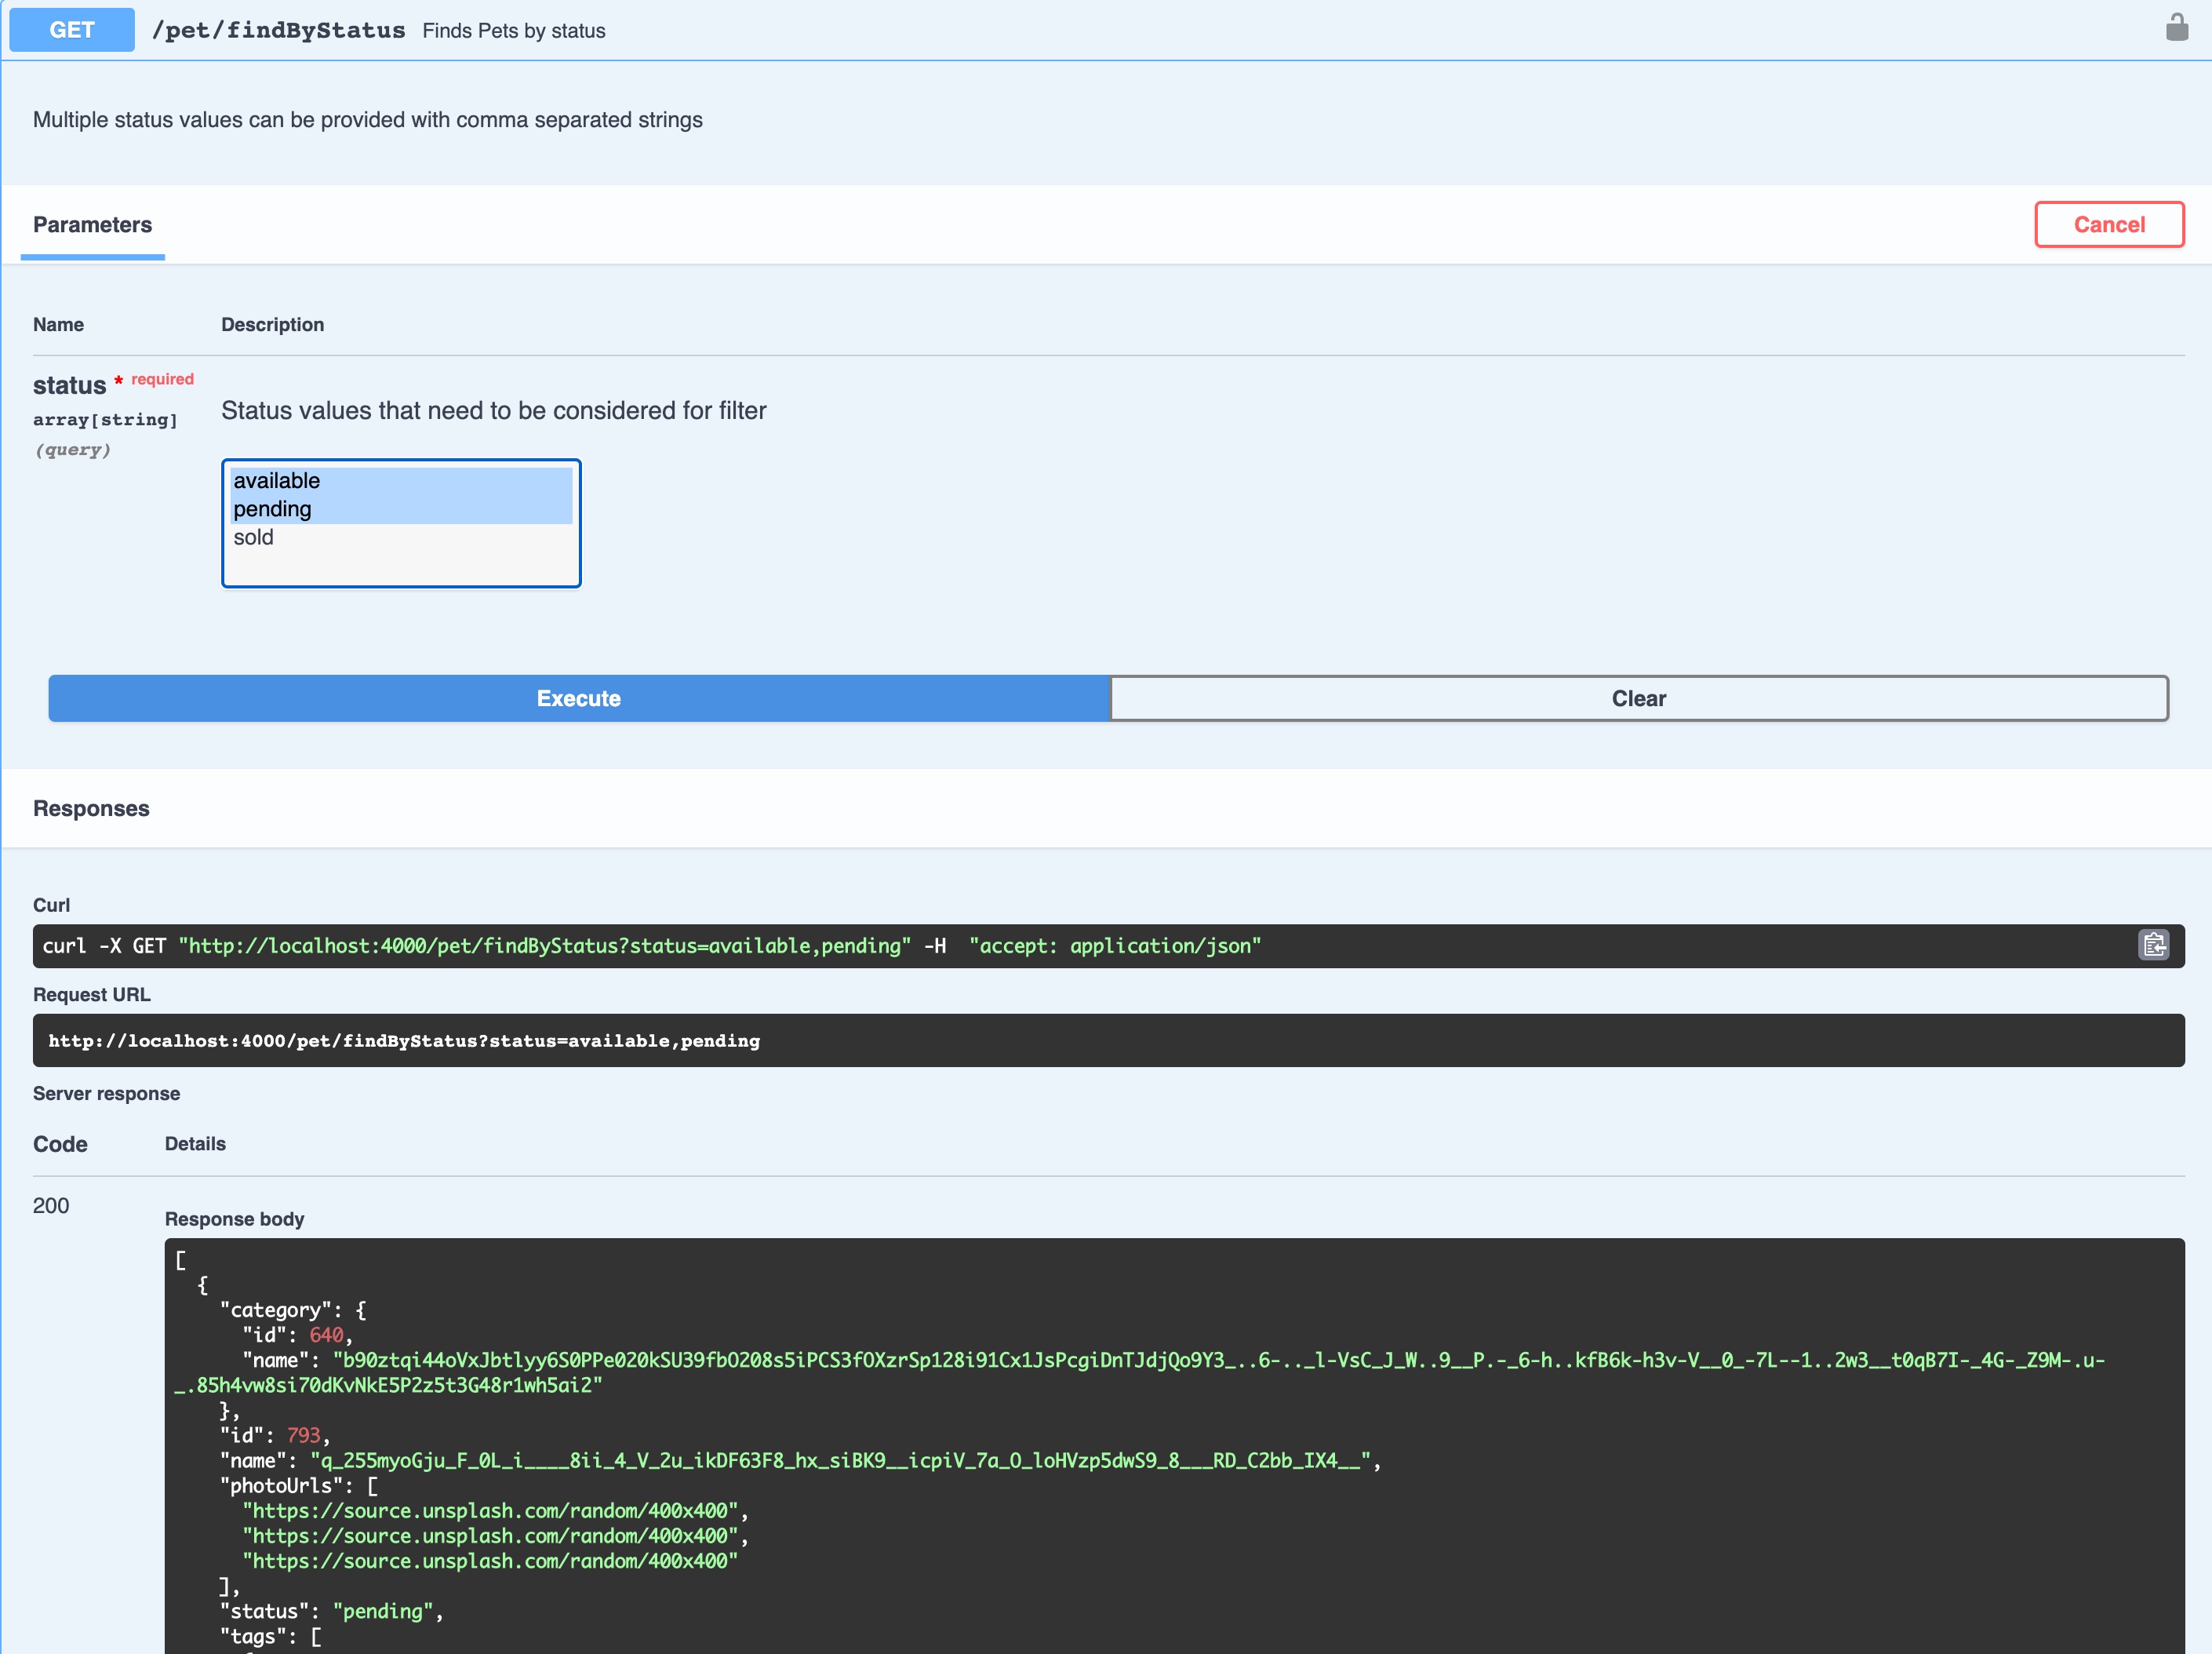 GET /pet/findByStatus Finds Pets by status
Multiple status values can be provided with comma separated strings
Parameters
Cancel
Name Description
status * required
array[string]
(query)
Status values that need to be considered for filter
available
pending
sold
Execute
Clear
Responses
Curl
curl -X GET "http://localhost:4000/pet/findByStatus?status=available,pending" -H  "accept: application/json"
Request URL
http://localhost:4000/pet/findByStatus?status=available,pending
Server response
Code Details
200
Response body
[
  {
    "category": {
      "id": 640,
      "name": "b90ztqi44oVxJbtlyy6S0PPe020kSU39fbO208s5iPCS3fOXzrSp128i91Cx1JsPcgiDnTJdjQo9Y3_..6-.._l-VsC_J_W..9__P.-_6-h..kfB6k-h3v-V__0_-7L--1..2w3__t0qB7I-_4G-_Z9M-.u-
_.85h4vw8si70dKvNkE5P2z5t3G48r1wh5ai2"
    },
    "id": 793,
    "name": "q_255myoGju_F_0L_i____8ii_4_V_2u_ikDF63F8_hx_siBK9__icpiV_7a_O_loHVzp5dwS9_8___RD_C2bb_IX4__",
    "photoUrls": [
      "https://source.unsplash.com/random/400x400",
      "https://source.unsplash.com/random/400x400",
      "https://source.unsplash.com/random/400x400"
    ],
    "status": "pending",
    "tags": [